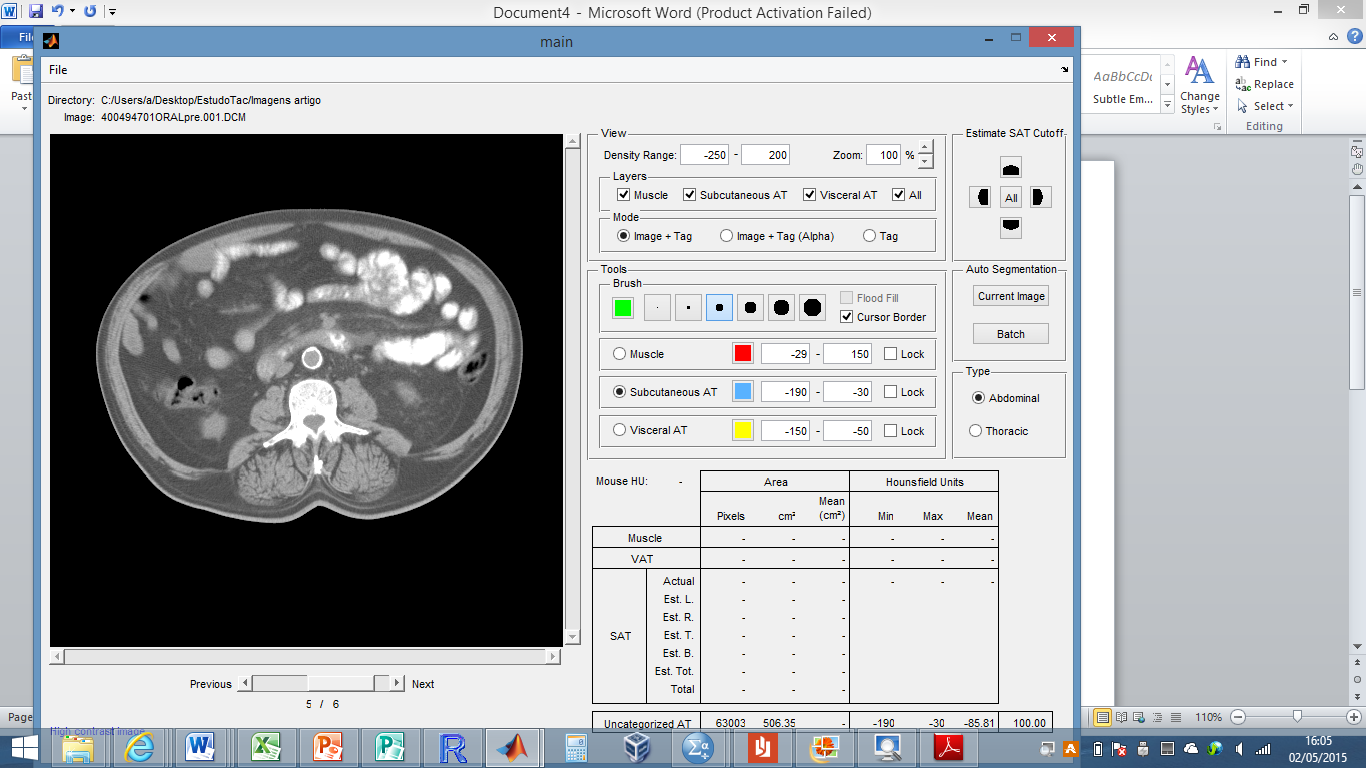 Document4 - Microsoft Word (Product Activation Failed)
File
Past
AaBbCcDc
Subtle Em...
Change
Styles
Find
Replace
Select
Editing
main
File
Directory: C:/Users/a/Desktop/EstudoTac/Imagens artigo
Image: 400494701ORALpre.001.DCM
Previous Next
5 / 6
High contrast image
View
Density Range: -250 - 200 Zoom: 100 %
Layers
Muscle Subcutaneous AT Visceral AT All
Mode
Image + Tag Image + Tag (Alpha) Tag
Estimate SAT Cutoff
All
Tools
Brush
Flood Fill
Cursor Border
Muscle -29 - 150 Lock
Subcutaneous AT -190 - -30 Lock
Visceral AT -150 - -50 Lock
Auto Segmentation
Current Image
Batch
Type
Abdominal
Thoracic
Mouse HU: - Area Hounsfield Units
Pixels cm² Mean (cm²) Min Max Mean
Muscle - - - - - -
VAT - - - - - -
SAT
Actual - - - - - -
Est. L. - - -
Est. R. - - -
Est. T. - - -
Est. B. - - -
Est. Tot. - - -
Total - - -
Uncategorized AT 63003 506.35 - -190 -30 -85.81 100.00
Page
110%
16:05
02/05/2015